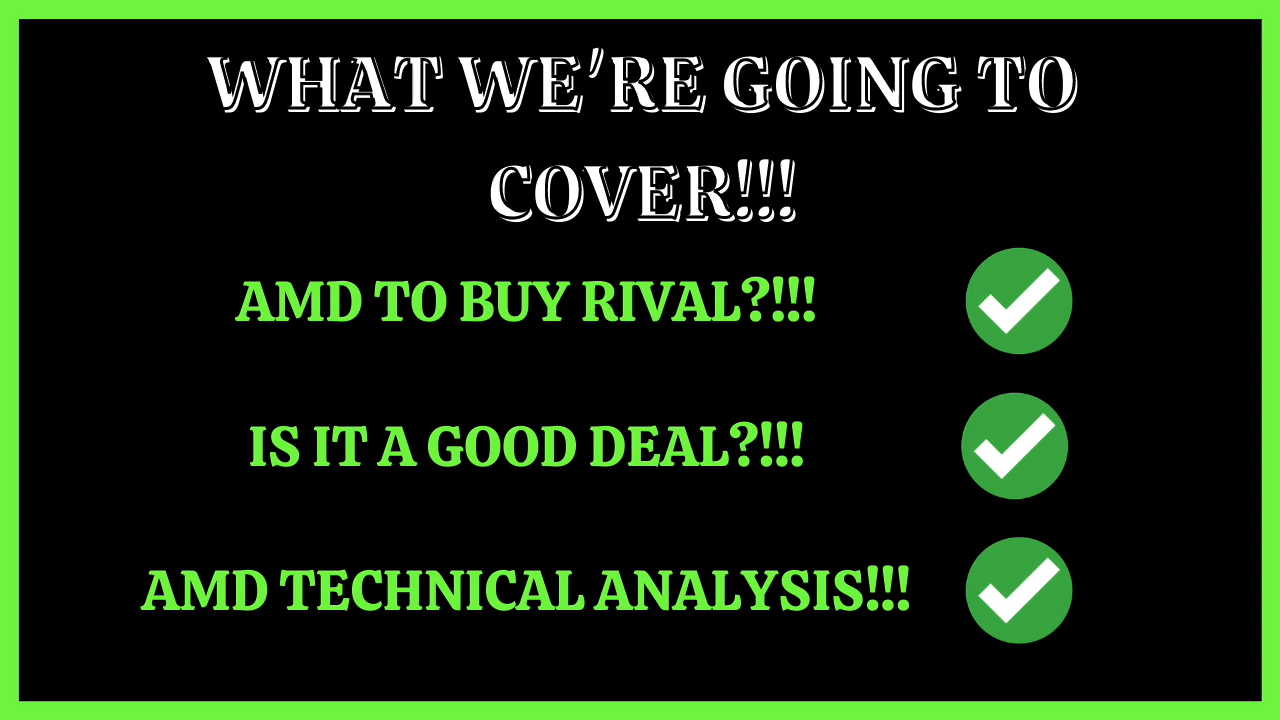 WHAT WE'RE GOING TO
COVER!!!
AMD TO BUY RIVAL?!!!
IS IT A GOOD DEAL?!!!
AMD TECHNICAL ANALYSIS!!!